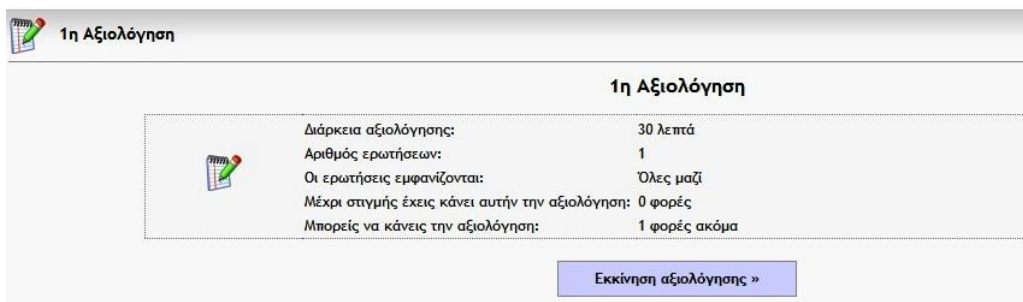 1η Αξιολόγηση
1η Αξιολόγηση
Διάρκεια αξιολόγησης: 30 λεπτά
Αριθμός ερωτήσεων: 1
Οι ερωτήσεις εμφανίζονται: Όλες μαζί
Μέχρι στιγμής έχεις κάνει αυτήν την αξιολόγηση: 0 φορές
Μπορείς να κάνεις την αξιολόγηση: 1 φορές ακόμα
Εκκίνηση αξιολόγησης »